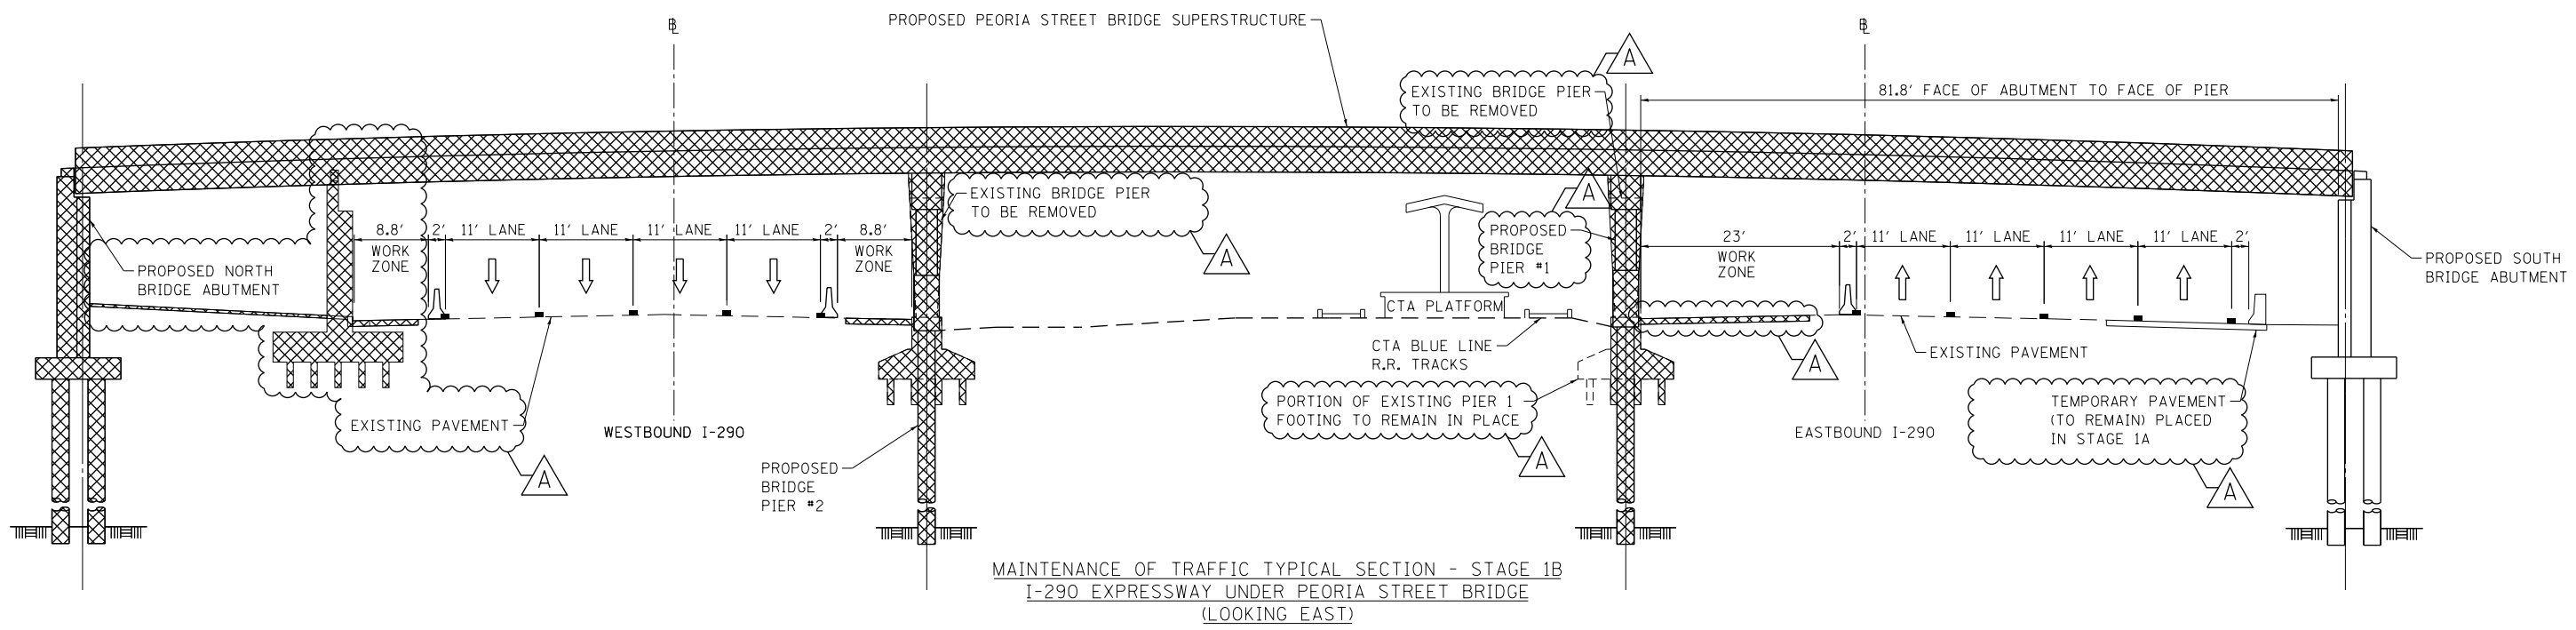 PROPOSED PEORIA STREET BRIDGE SUPERSTRUCTURE
A
EXISTING BRIDGE PIER
TO BE REMOVED
81.8' FACE OF ABUTMENT TO FACE OF PIER
EXISTING BRIDGE PIER
TO BE REMOVED
A
A
PROPOSED
BRIDGE
PIER #1
8.8'
WORK
ZONE
2'
11' LANE
11' LANE
11' LANE
11' LANE
2'
8.8'
WORK
ZONE
23'
WORK
ZONE
2'
11' LANE
11' LANE
11' LANE
11' LANE
2'
PROPOSED NORTH
BRIDGE ABUTMENT
PROPOSED SOUTH
BRIDGE ABUTMENT
CTA PLATFORM
CTA BLUE LINE
R.R. TRACKS
EXISTING PAVEMENT
A
PORTION OF EXISTING PIER 1
FOOTING TO REMAIN IN PLACE
A
TEMPORARY PAVEMENT
(TO REMAIN) PLACED
IN STAGE 1A
A
EXISTING PAVEMENT
A
WESTBOUND I-290
EASTBOUND I-290
PROPOSED
BRIDGE
PIER #2
MAINTENANCE OF TRAFFIC TYPICAL SECTION - STAGE 1B
I-290 EXPRESSWAY UNDER PEORIA STREET BRIDGE
(LOOKING EAST)